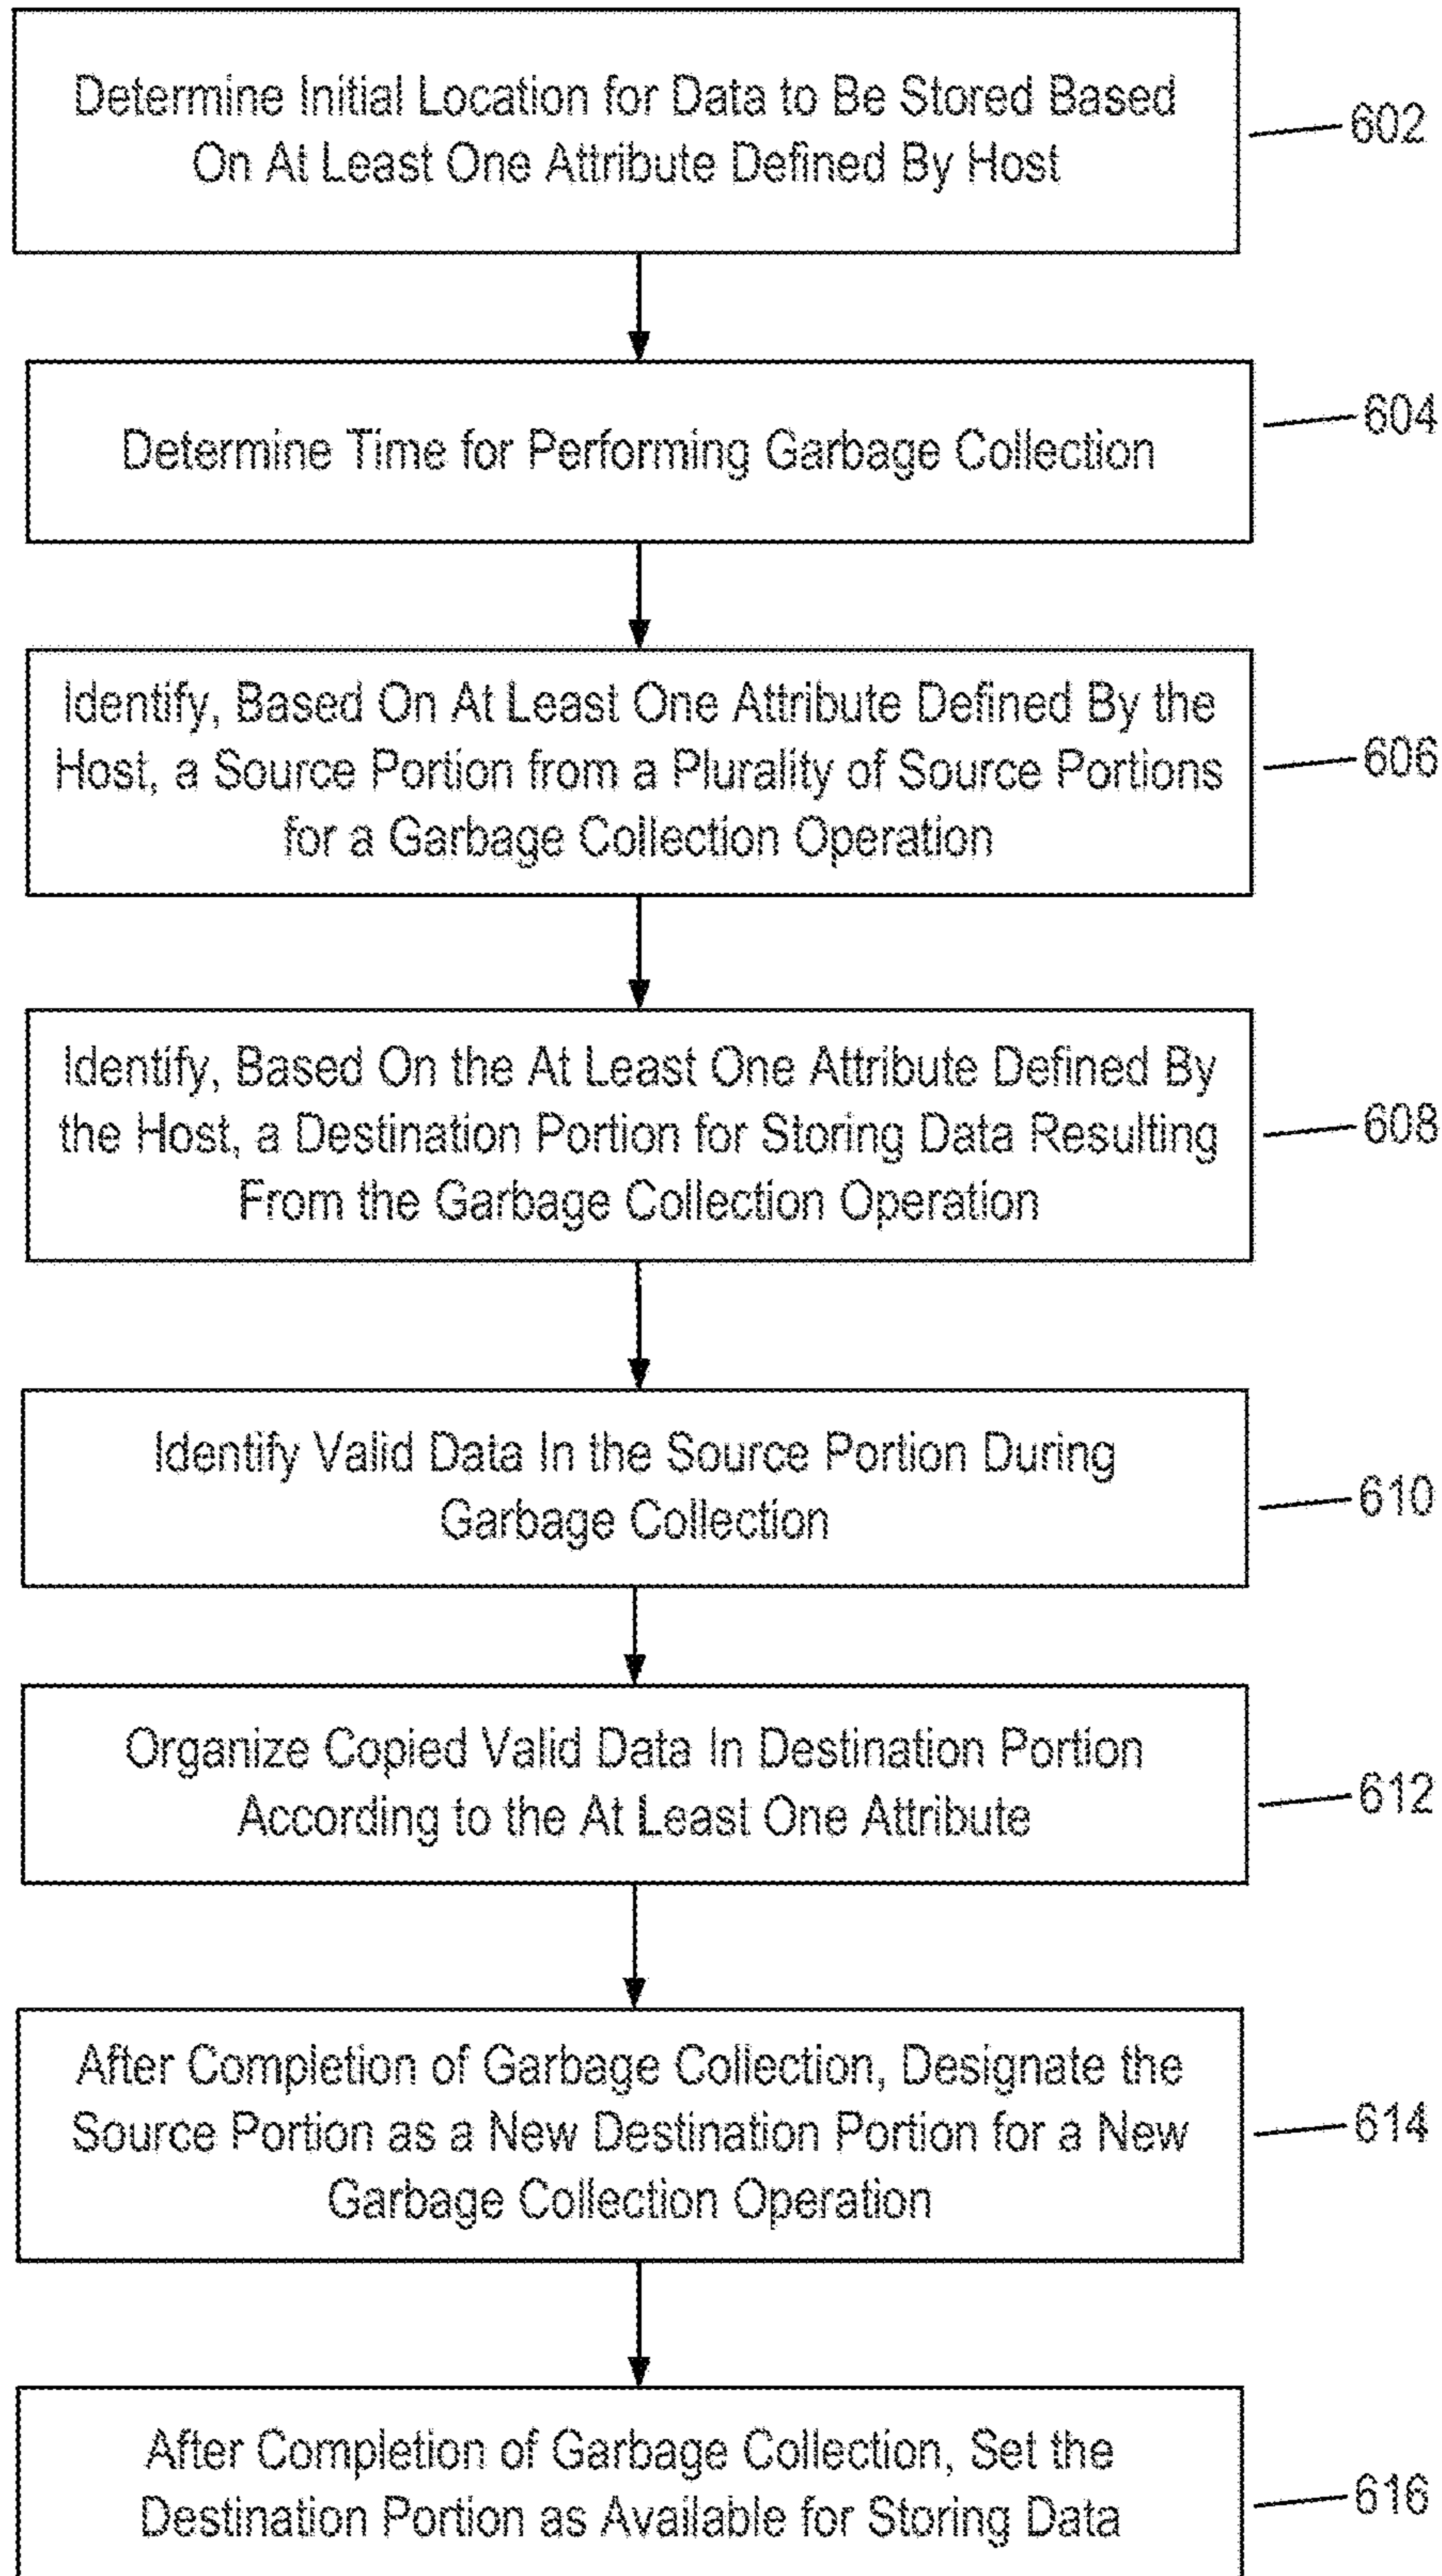 Determine Initial Location for Data to Be Stored Based
On At Least One Attribute Defined By Host
602
Determine Time for Performing Garbage Collection
604
Identify, Based On At Least One Attribute Defined By the
Host, a Source Portion from a Plurality of Source Portions
for a Garbage Collection Operation
606
Identify, Based On the At Least One Attribute Defined By
the Host, a Destination Portion for Storing Data Resulting
From the Garbage Collection Operation
608
Identify Valid Data In the Source Portion During
Garbage Collection
610
Organize Copied Valid Data In Destination Portion
According to the At Least One Attribute
612
After Completion of Garbage Collection, Designate the
Source Portion as a New Destination Portion for a New
Garbage Collection Operation
614
After Completion of Garbage Collection, Set the
Destination Portion as Available for Storing Data
616